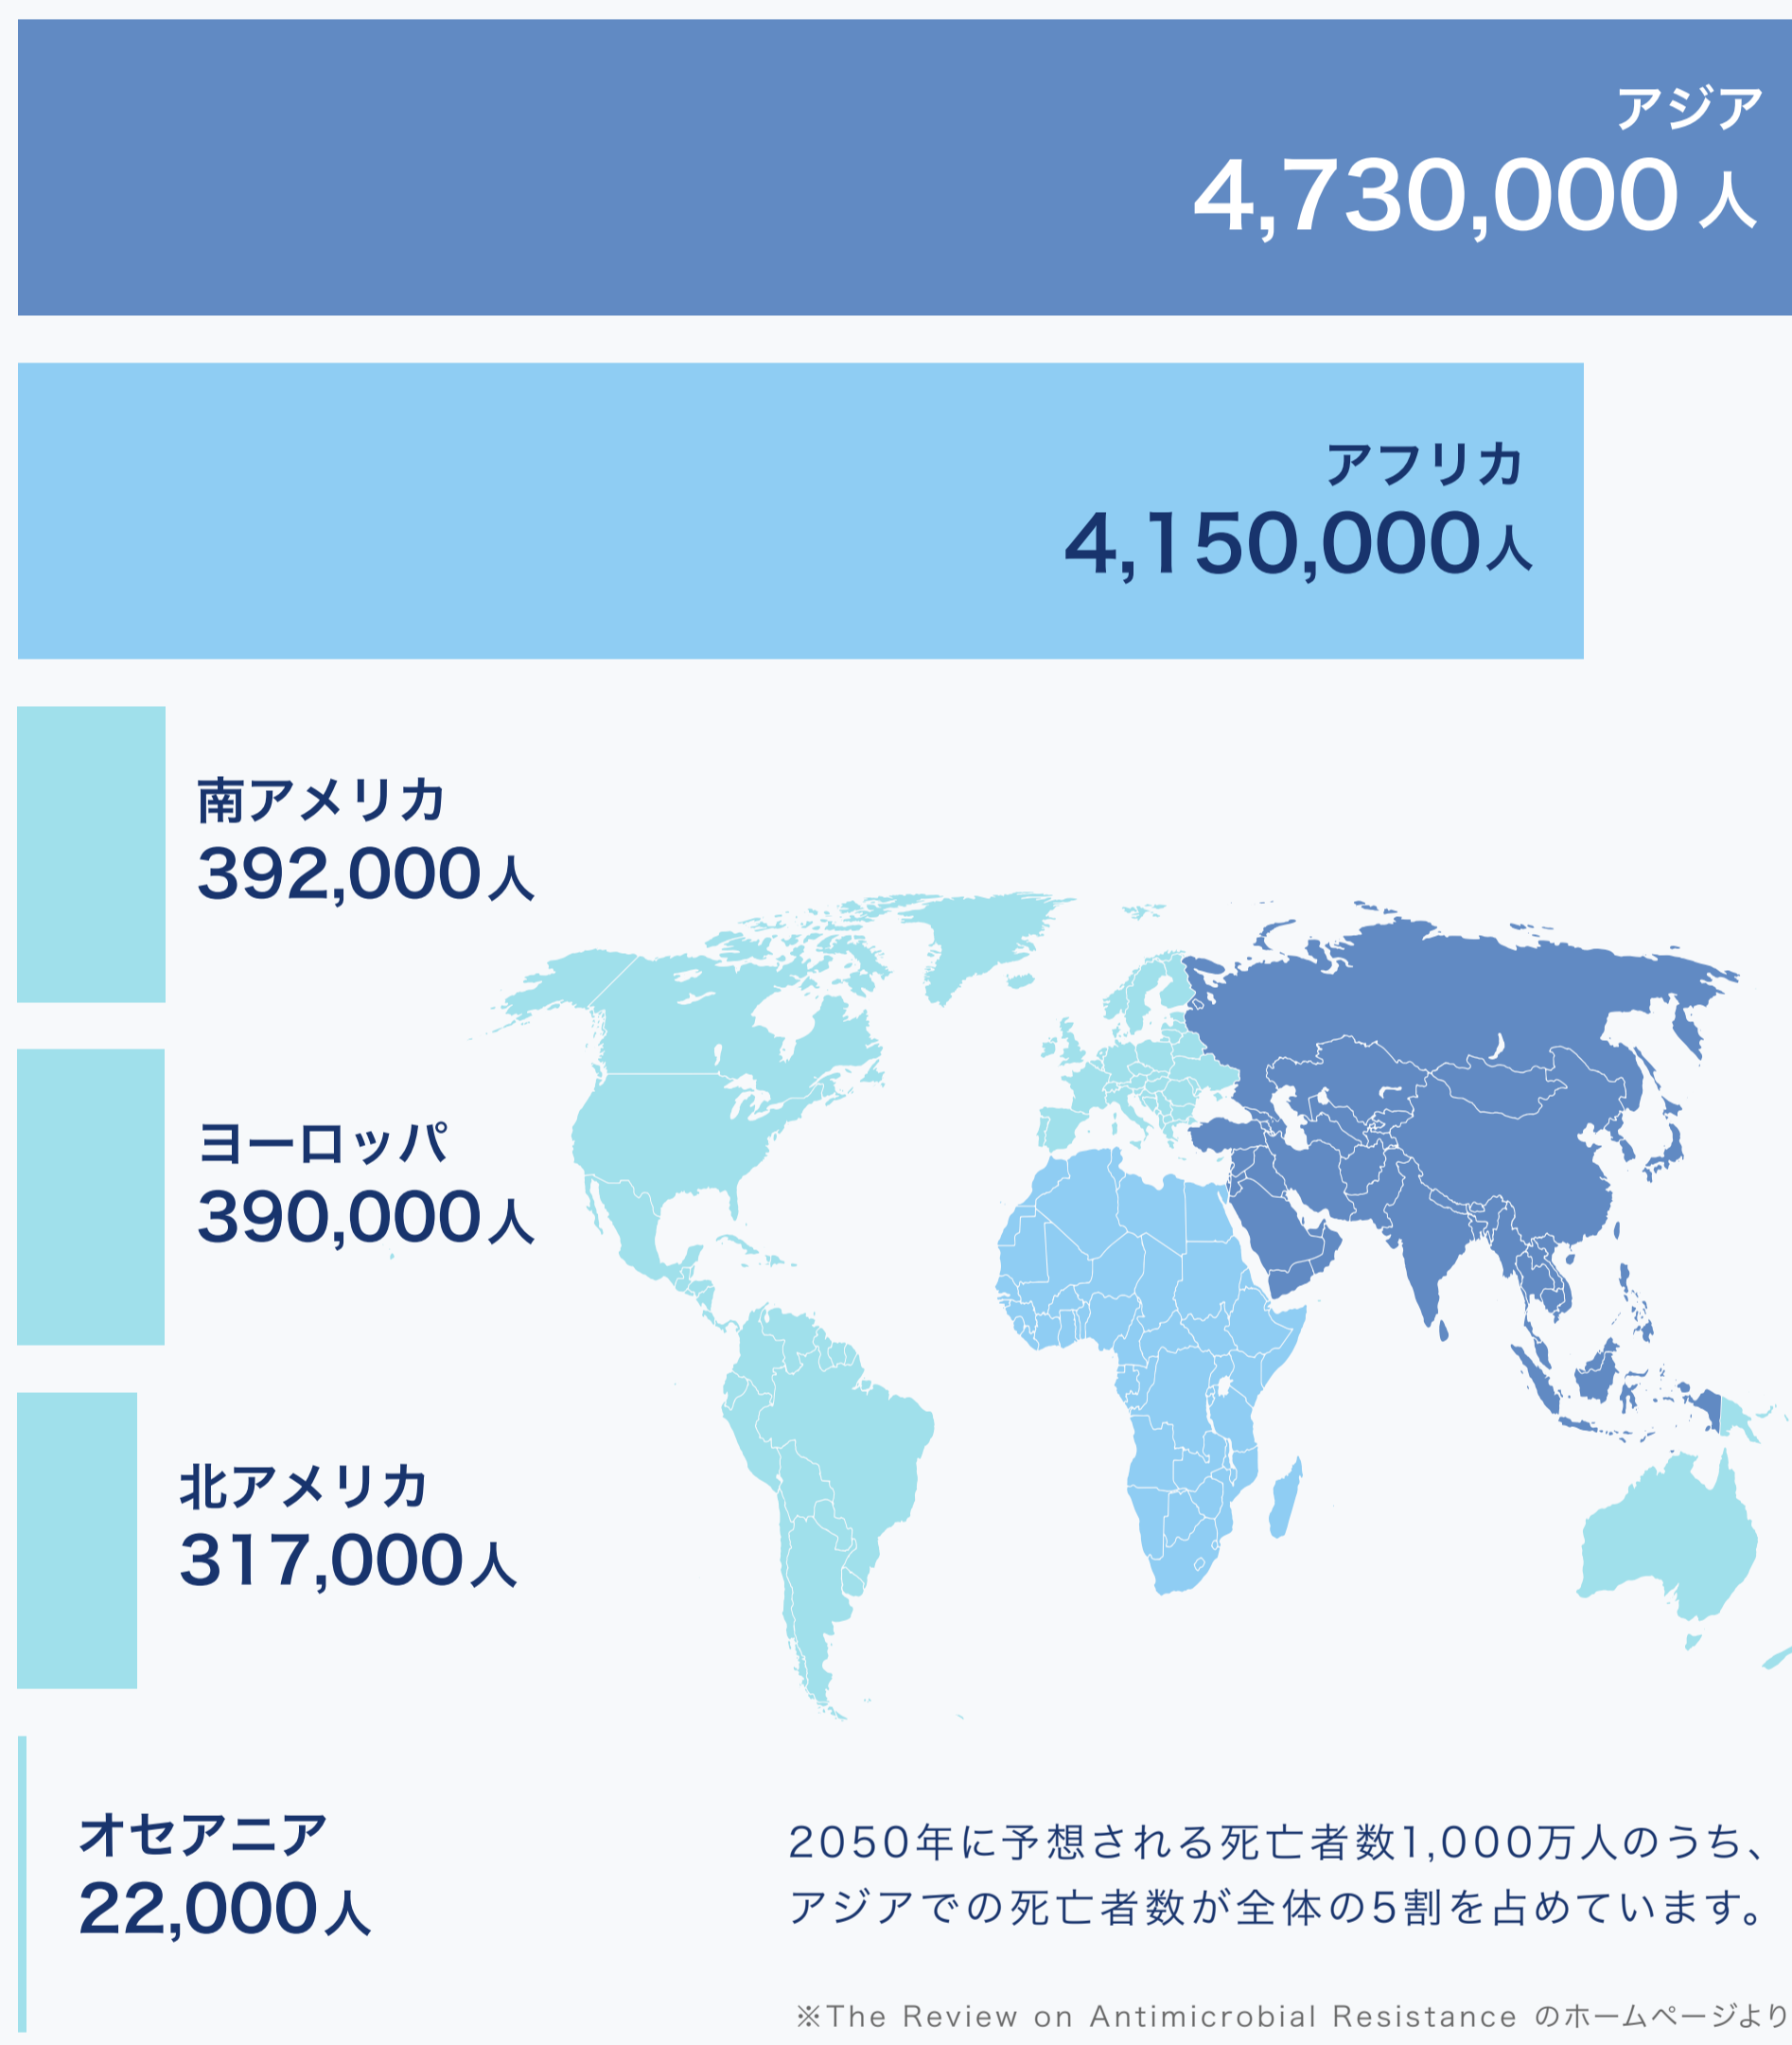 アジア
4,730,000人
アフリカ
4,150,000人
南アメリカ
392,000人
ヨーロッパ
390,000人
北アメリカ
317,000人
オセアニア
22,000人
2050年に予想される死亡者数1,000万人のうち、
アジアでの死亡者数が全体の5割を占めています。
※The Review on Antimicrobial Resistance のホームページより